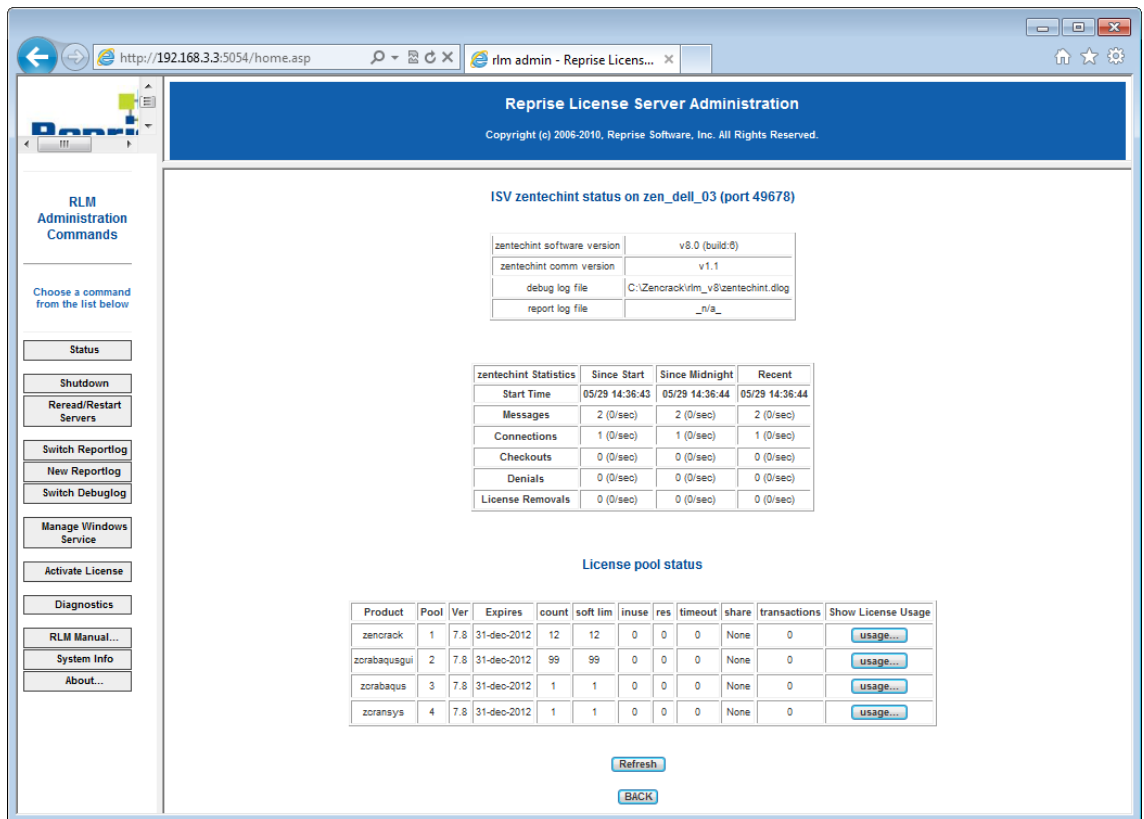 http://192.168.3.3:5054/home.asp
rlm admin - Reprise Licens...
Reprise License Server Administration
Copyright (c) 2006-2010, Reprise Software, Inc. All Rights Reserved.
RLM
Administration
Commands
Choose a command
from the list below
Status
Shutdown
Reread/Restart
Servers
Switch Reportlog
New Reportlog
Switch Debuglog
Manage Windows
Service
Activate License
Diagnostics
RLM Manual...
System Info
About...
ISV zentechint status on zen_dell_03 (port 49678)
zentechint software version v8.0 (build:6)
zentechint comm version v1.1
debug log file C:\Zencrack\rlm_v8\zentechint.dlog
report log file _n/a_
zentechint Statistics Since Start Since Midnight Recent
Start Time 05/29 14:36:43 05/29 14:36:44 05/29 14:36:44
Messages 2 (0/sec) 2 (0/sec) 2 (0/sec)
Connections 1 (0/sec) 1 (0/sec) 1 (0/sec)
Checkouts 0 (0/sec) 0 (0/sec) 0 (0/sec)
Denials 0 (0/sec) 0 (0/sec) 0 (0/sec)
License Removals 0 (0/sec) 0 (0/sec) 0 (0/sec)
License pool status
Product Pool Ver Expires count soft lim inuse res timeout share transactions Show License Usage
zencrack 1 7.8 31-dec-2012 12 12 0 0 0 None 0 usage...
zcrabaqusgui 2 7.8 31-dec-2012 99 99 0 0 0 None 0 usage...
zcrabaqus 3 7.8 31-dec-2012 1 1 0 0 0 None 0 usage...
zcransys 4 7.8 31-dec-2012 1 1 0 0 0 None 0 usage...
Refresh
BACK